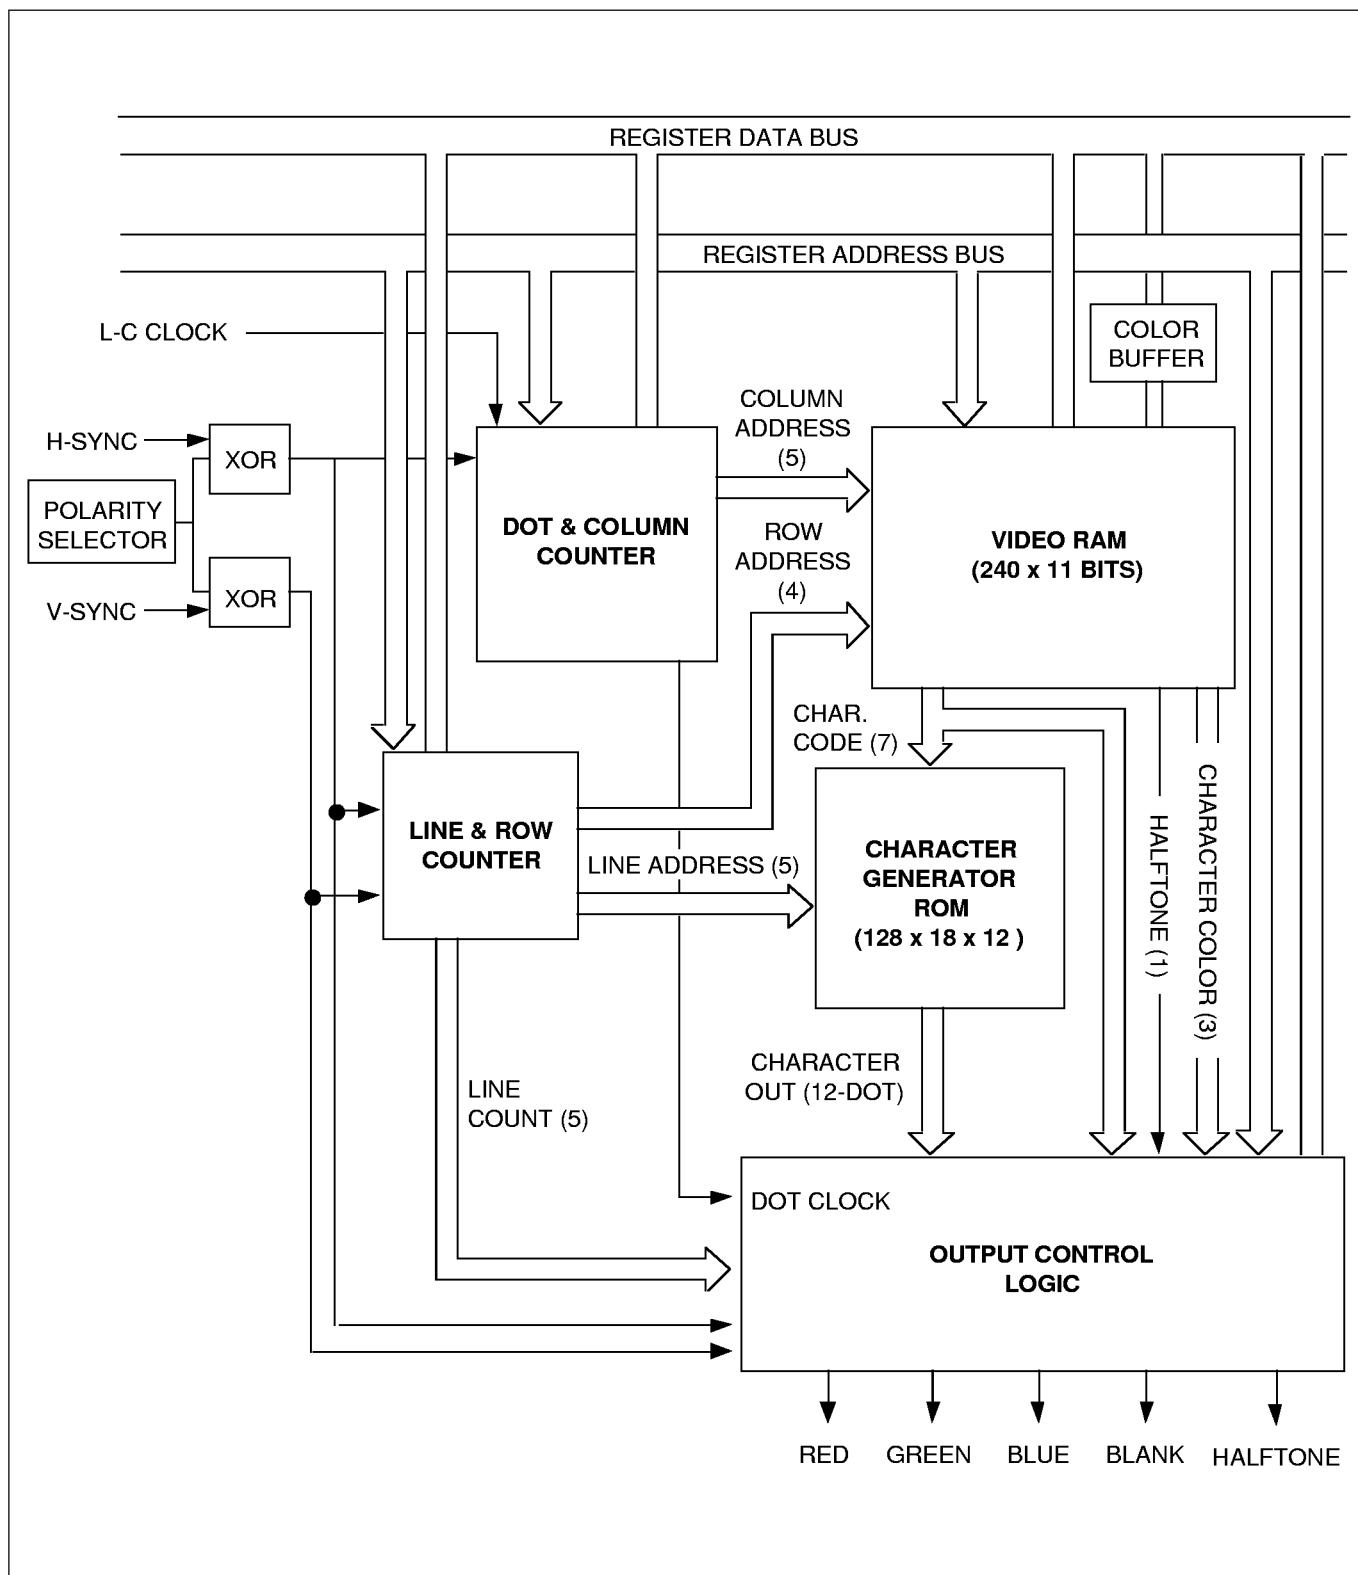 REGISTER DATA BUS
REGISTER ADDRESS BUS
L-C CLOCK
COLOR
BUFFER
H-SYNC
XOR
POLARITY
SELECTOR
V-SYNC
XOR
DOT & COLUMN
COUNTER
COLUMN
ADDRESS
(5)
ROW
ADDRESS
(4)
VIDEO RAM
(240 x 11 BITS)
CHAR.
CODE (7)
LINE & ROW
COUNTER
LINE ADDRESS (5)
CHARACTER
GENERATOR
ROM
(128 x 18 x 12 )
HALFTONE (1)
CHARACTER COLOR (3)
LINE
COUNT (5)
CHARACTER
OUT (12-DOT)
DOT CLOCK
OUTPUT CONTROL
LOGIC
RED
GREEN
BLUE
BLANK
HALFTONE